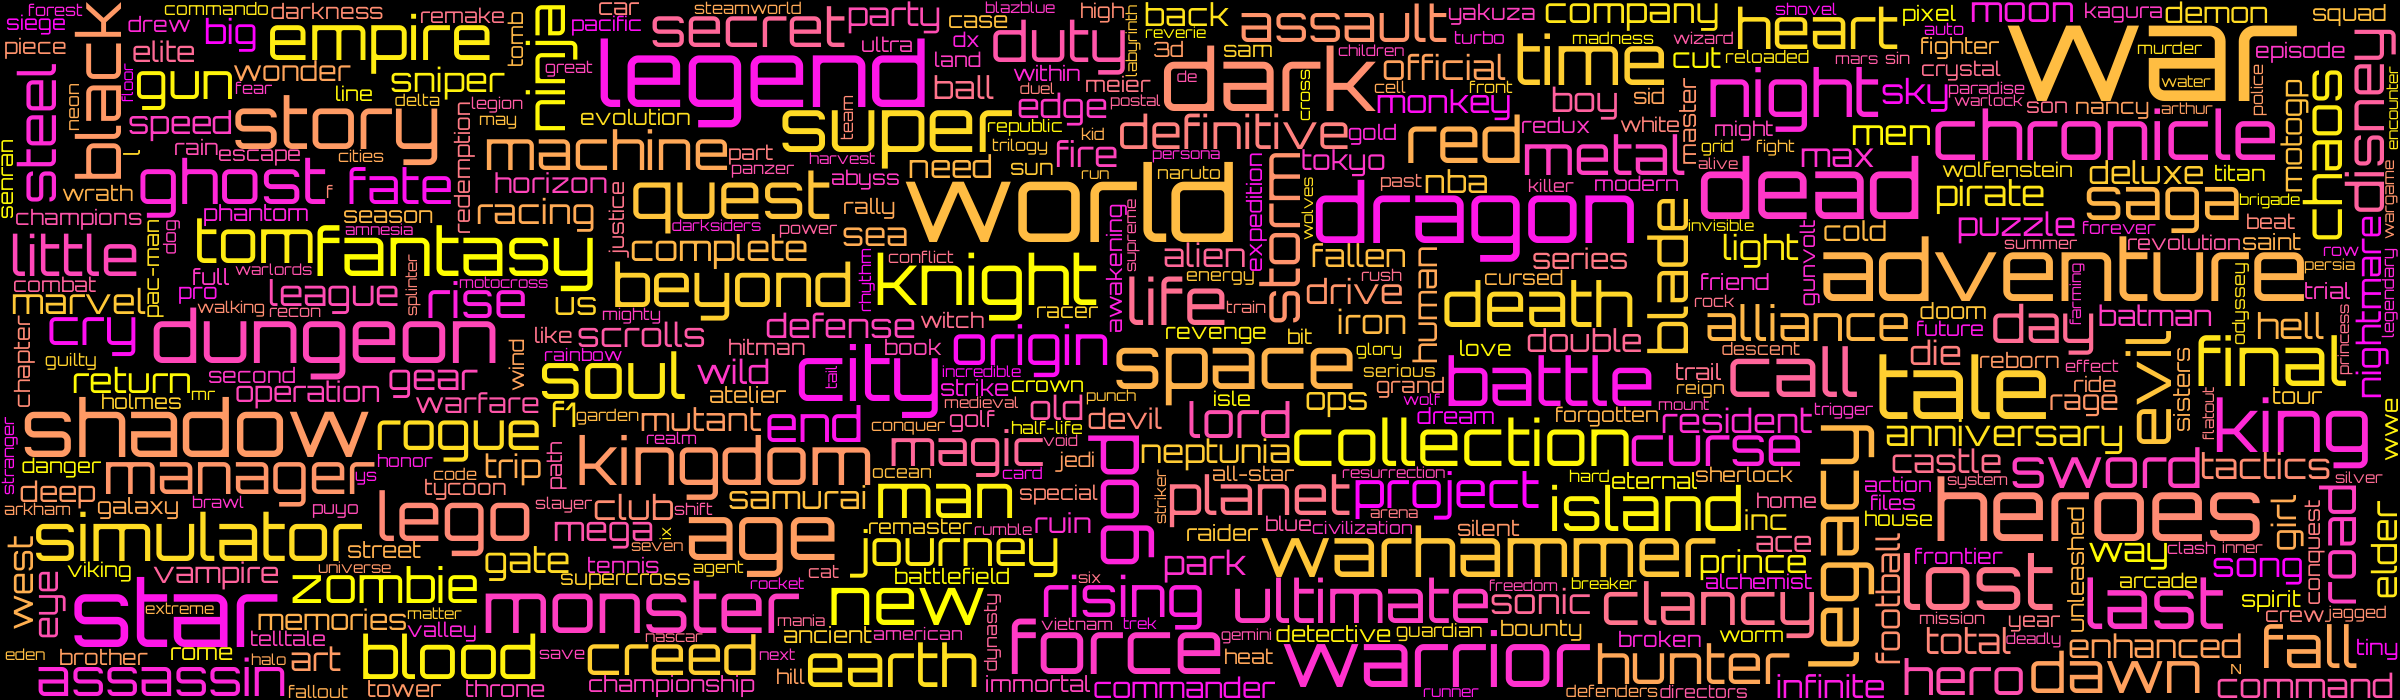 forest
siege
drew
commando
big
darkness
remake
steamworld
ninja
pacific
car
secret
party
blazblue
high
back
reverie
assault
yakuza
company
heart
shovel
pixel
moon
kagura
demon
squad
piece
steel
black
elite
empire
tomb
great
legend
ultra
case
dx
land
duty
labyrinth
3d
sam
children
turbo
time
madness
wizard
cut
reloaded
auto
fighter
mars
sin
war
murder
water
episode
disney
neon
floor
gun
wonder
fear
line
sniper
delta
legion
may
evolution
team
ball
within
duel
edge
meier
postal
dark
de
cross
official
cell
front
monkey
boy
sid
master
night
sky
crystal
paradise
warlock
son
nancy
arthur
police
motogp
chaos
encounter
speed
story
rain
escape
cities
redemption
machine
part
panzer
super
harvest
republic
trilogy
kid
fire
definitive
gold
red
redux
white
metal
might
grid
fight
alive
men
max
chronicle
senran
l
wrath
ghost
f
fate
horizon
quest
abyss
need
sun
run
persona
naruto
storm
tokyo
past
nba
killer
modern
dead
wolfenstein
pirate
deluxe
titan
saga
brigade
beat
wargame
champions
phantom
season
amnesia
racing
justice
darksiders
power
rally
sea
world
expedition
wolves
dragon
blade
invisible
puzzle
forever
summer
revolution
saint
row
little
pac-man
dog
tom
fantasy
complete
conflict
awakening
supreme
alien
energy
fallen
series
light
gunvolt
cold
adventure
persia
nightmare
legendary
combat
marvel
full
pro
warlords
walking
recon
league
splinter
rise
motocross
us
beyond
rhythm
knight
racer
life
train
rush
drive
human
cursed
death
friend
rock
farming
odyssey
trial
cry
dungeon
like
scrolls
mighty
defense
witch
revenge
bit
iron
alliance
doom
future
day
batman
hell
chapter
guilty
return
mr
second
operation
gear
wind
rainbow
soul
hitman
wild
book
city
tail
origin
incredible
strike
crown
space
glory
serious
love
double
descent
die
reborn
effect
evil
sisters
final
princess
holmes
warfare
f1
garden
atelier
mutant
end
medieval
golf
old
punch
isle
ops
grand
wolf
battle
trail
reign
call
tale
ride
rage
tour
shadow
rogue
realm
conquer
half-life
void
devil
lord
dream
forgotten
mount
trigger
resident
anniversary
flatout
king
wwe
stranger
danger
manager
ys
honor
code
trip
path
kingdom
magic
card
jedi
god
neptunia
all-star
collection
resurrection
curse
hard
eternal
sherlock
legacy
castle
sword
tactics
silver
deep
arkham
galaxy
brawl
puyo
tycoon
lego
slayer
club
shift
samurai
ocean
man
special
striker
planet
project
arena
island
home
action
files
system
heroes
girl
conquest
road
simulator
street
universe
mega
ix
seven
age
remaster
rumble
ruin
raider
blue
civilization
silent
inc
ace
house
elder
west
viking
vampire
zombie
gate
supercross
tennis
agent
rocket
cat
journey
battlefield
park
warhammer
prince
alchemist
football
frontier
unleashed
way
clash
inner
song
eye
star
extreme
memories
matter
valley
monster
mania
new
dynasty
six
rising
vietnam
trek
ultimate
freedom
breaker
sonic
clancy
lost
mission
year
last
arcade
spirit
crew
jagged
eden
brother
rome
telltale
halo
art
blood
save
nascar
creed
next
ancient
american
earth
force
gemini
detective
guardian
bounty
broken
worm
total
deadly
enhanced
fall
tiny
assassin
fallout
tower
throne
championship
hill
immortal
commander
heat
warrior
runner
hunter
defenders
directors
infinite
hero
dawn
N
command